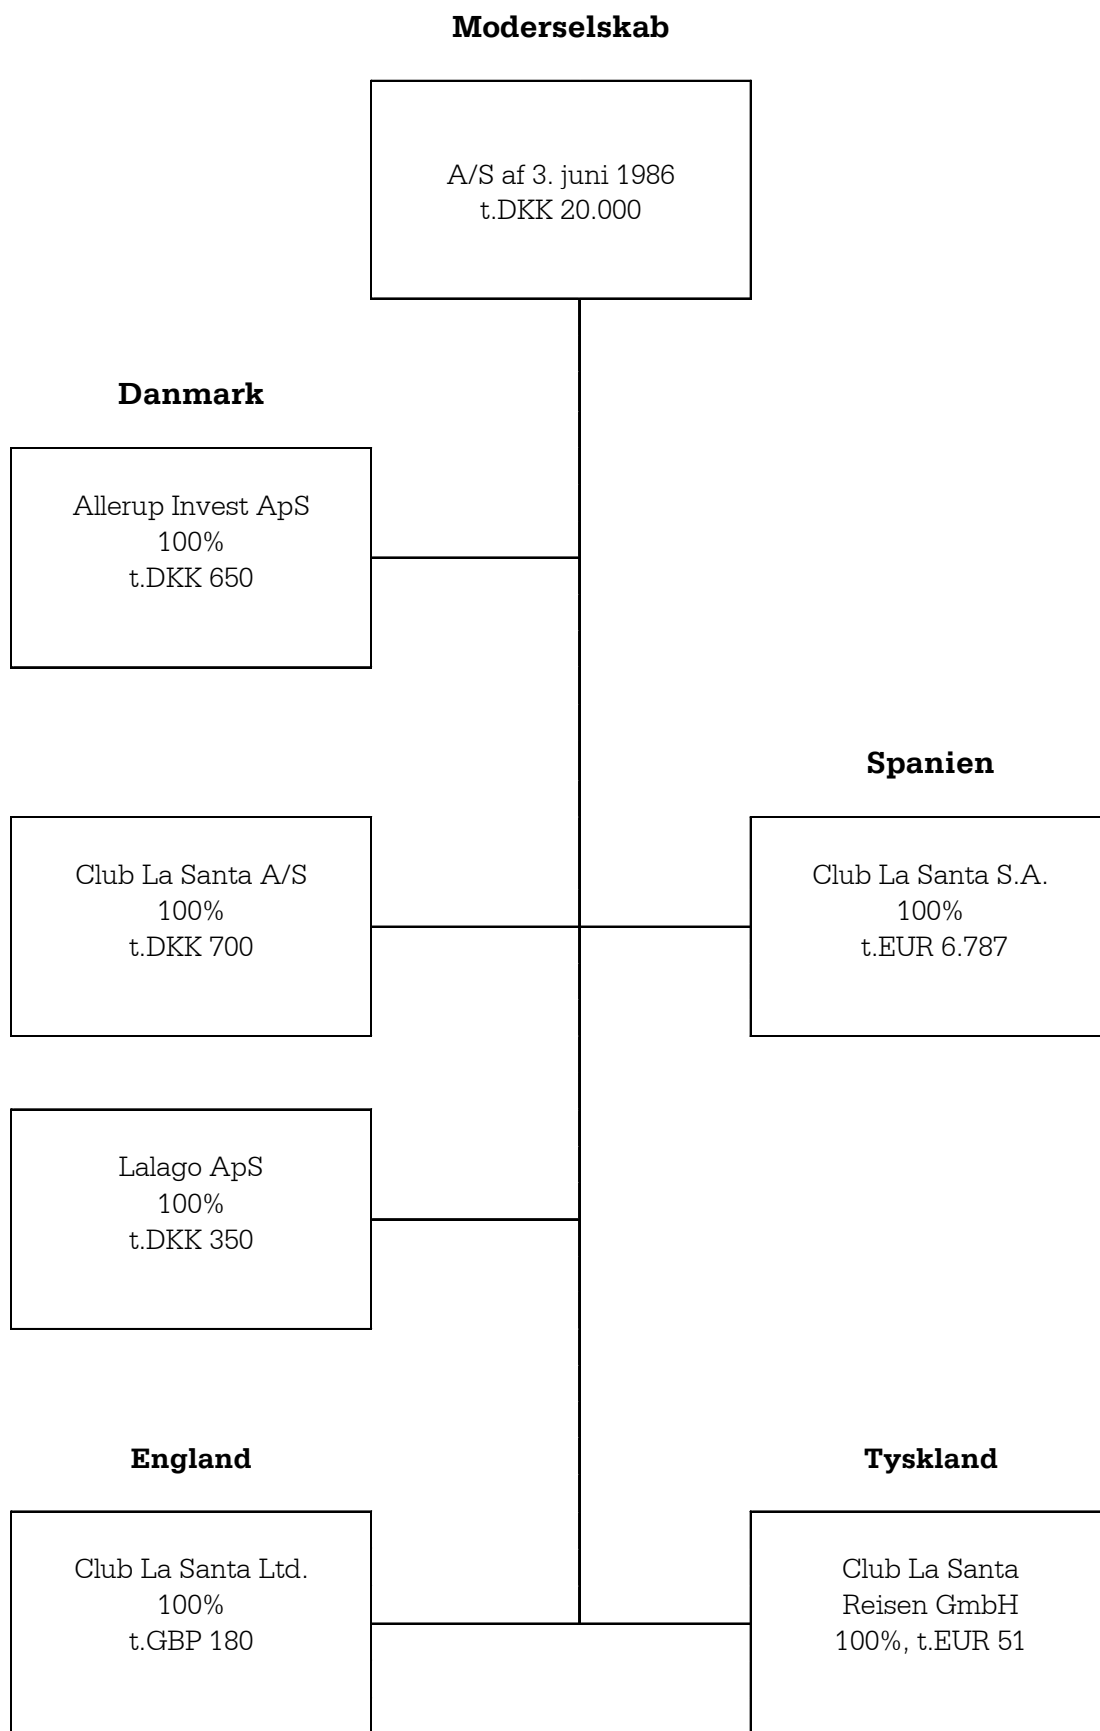 Moderselskab
A/S af 3. juni 1986
t.DKK 20.000
Danmark
Allerup Invest ApS
100%
t.DKK 650
Spanien
Club La Santa A/S
100%
t.DKK 700
Club La Santa S.A.
100%
t.EUR 6.787
Lalago ApS
100%
t.DKK 350
England
Tyskland
Club La Santa Ltd.
100%
t.GBP 180
Club La Santa
Reisen GmbH
100%, t.EUR 51